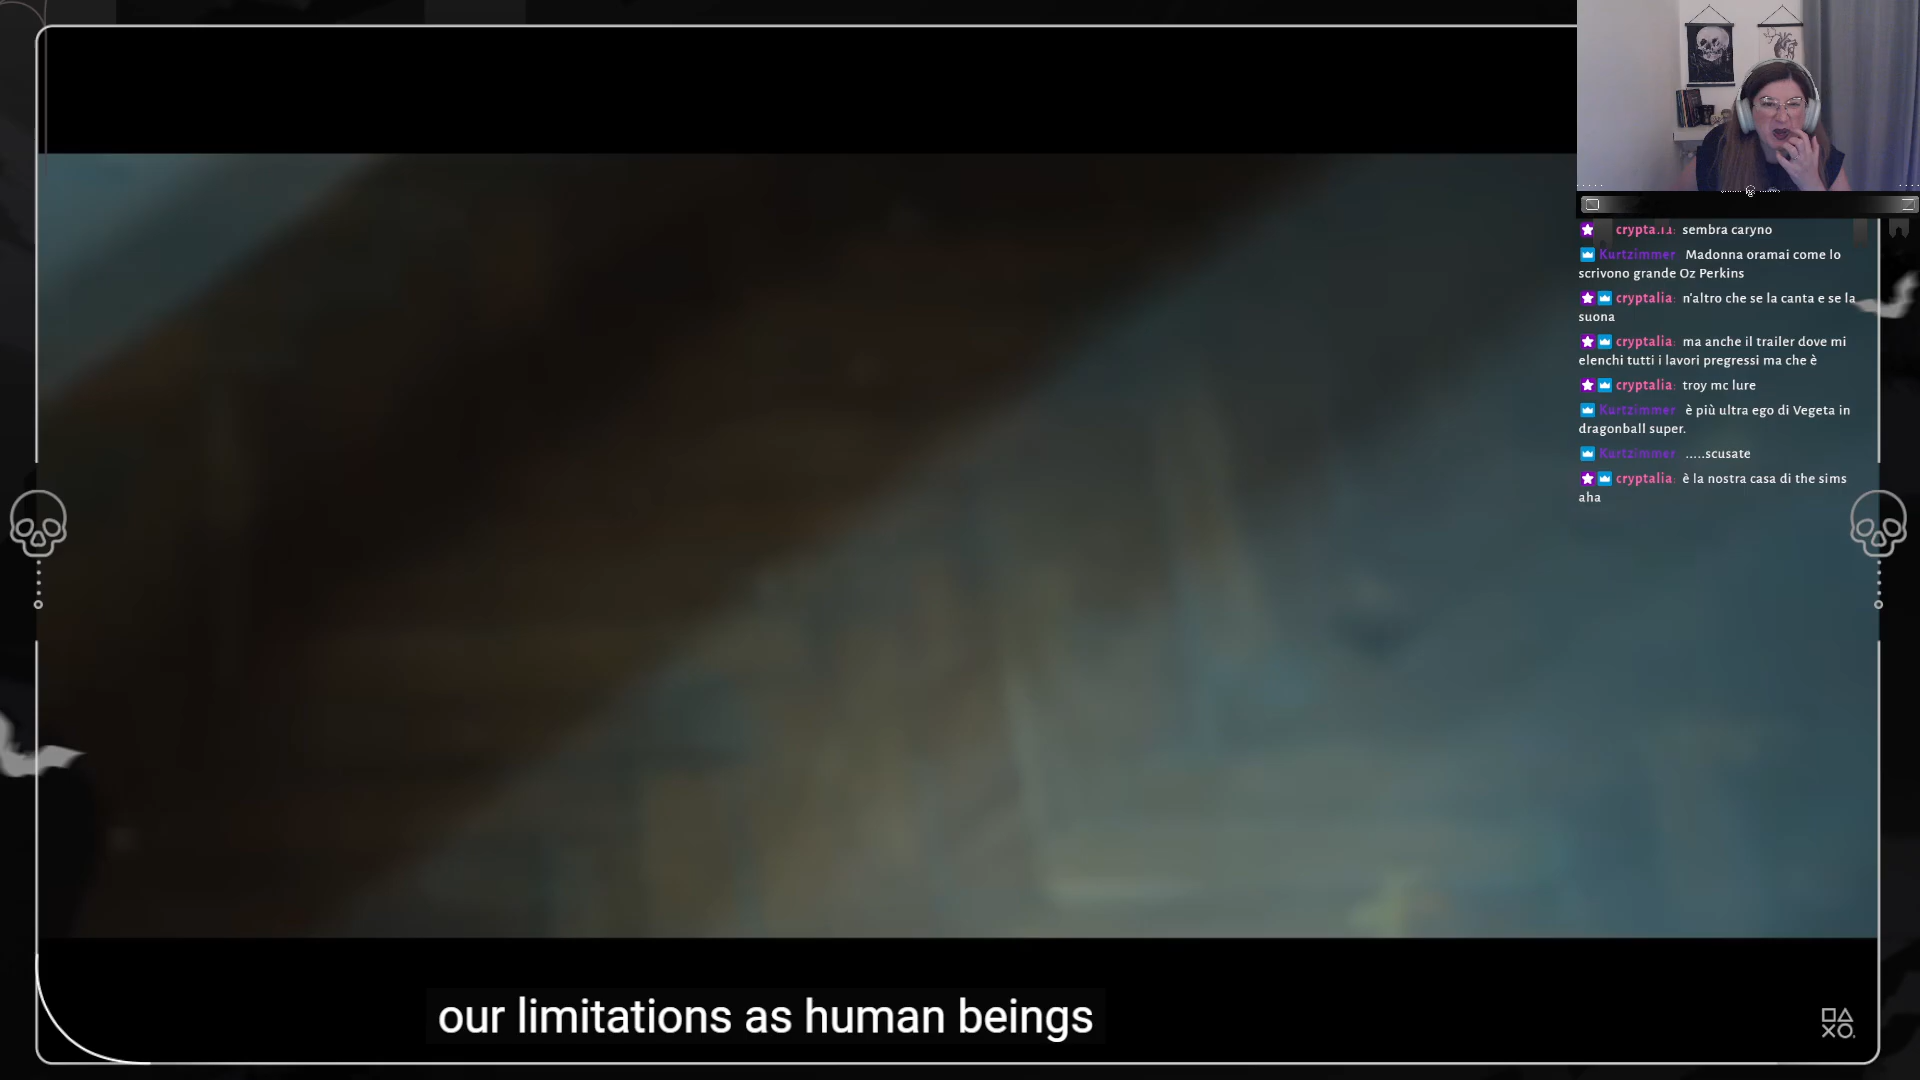 sembra caryno
Kurtzimmer Madonna oramai come lo
scrivono grande Oz Perkins
cryptalia: n'altro che se la canta e se la
suona
cryptalia: ma anche il trailer dove mi
elenchi tutti i lavori pregressi ma che è
cryptalia: troy mc lure
Kurtzimmer è più ultra ego di Vegeta in
dragonball super.
Kurtzimmer .....scusate
cryptalia: è la nostra casa di the sims
aha
our limitations as human beings